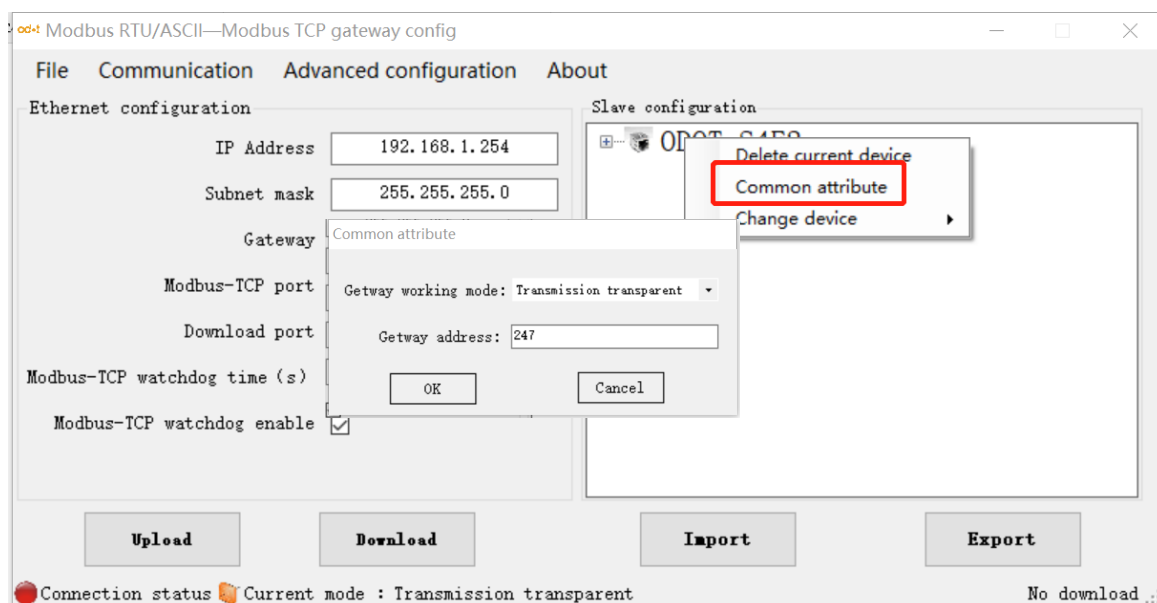 od·t Modbus RTU/ASCII—Modbus TCP gateway config
File Communication Advanced configuration About
Ethernet configuration
IP Address 192.168.1.254
Subnet mask 255.255.255.0
Gateway
Modbus-TCP port
Download port
Modbus-TCP watchdog time(s)
Modbus-TCP watchdog enable
Slave configuration
Delete current device
Common attribute
Change device
Common attribute
Getway working mode: Transmission transparent
Getway address: 247
OK Cancel
Upload Download Import Export
Connection status Current mode : Transmission transparent No download